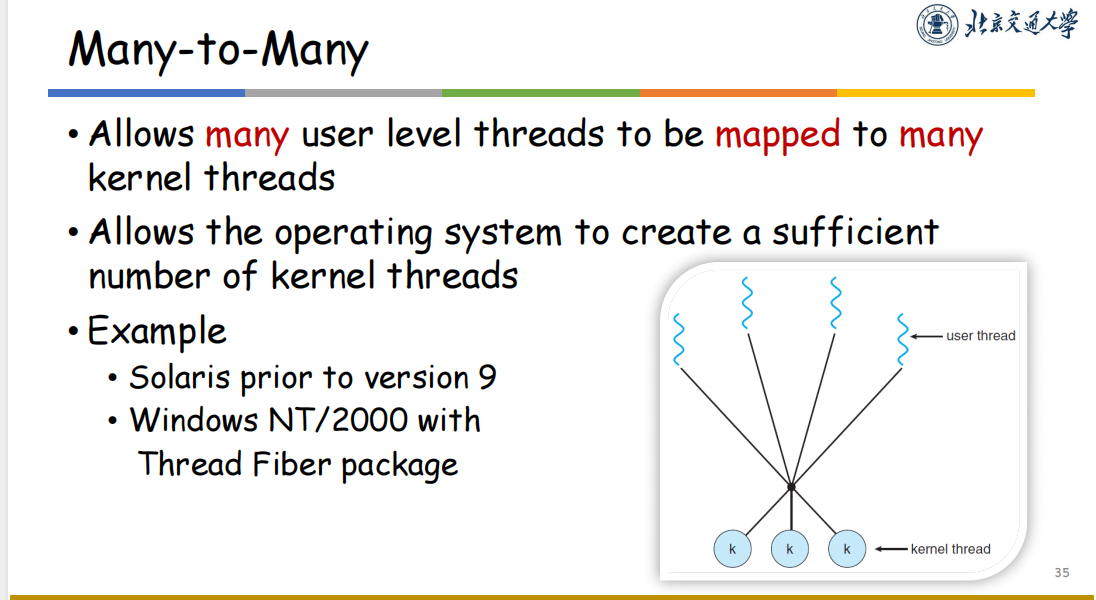 北京交通大学
Many-to-Many
• Allows many user level threads to be mapped to many
kernel threads
• Allows the operating system to create a sufficient
number of kernel threads
• Example
• Solaris prior to version 9
• Windows NT/2000 with
Thread Fiber package
user thread
k k k
kernel thread
35